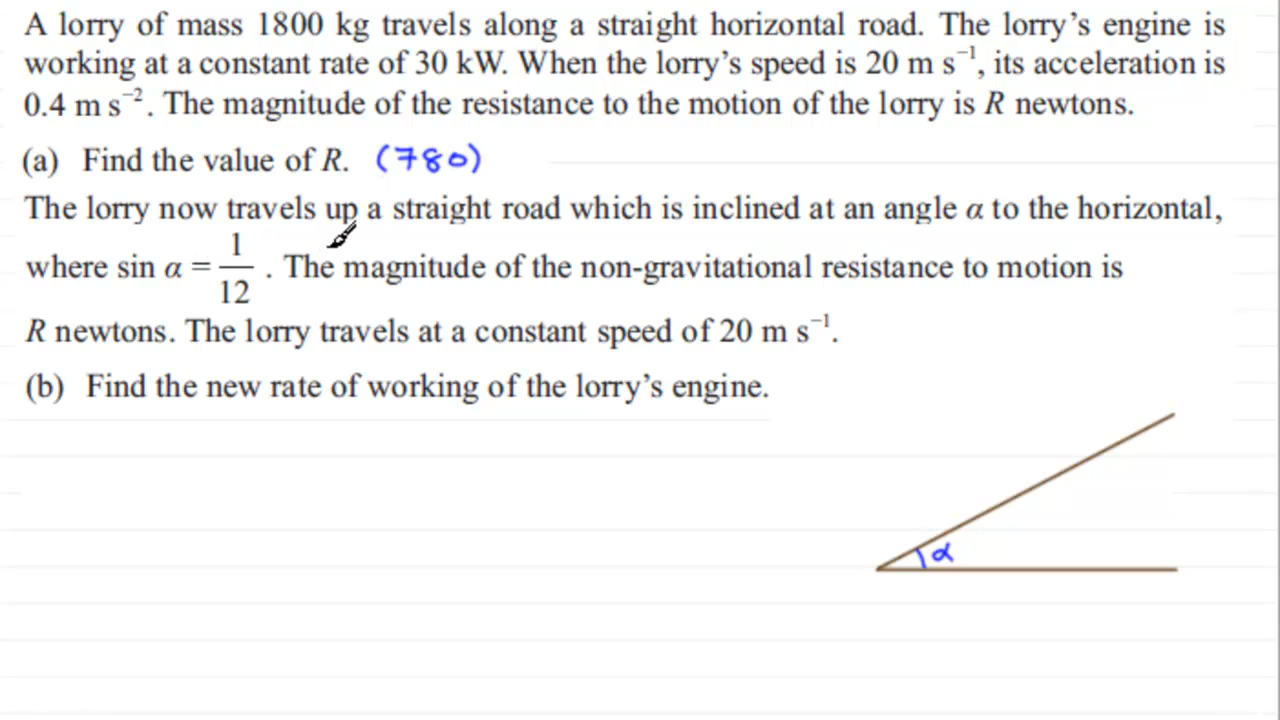 A lorry of mass 1800 kg travels along a straight horizontal road. The lorry's engine is
working at a constant rate of 30 kW. When the lorry's speed is 20 m s⁻¹, its acceleration is
0.4 m s⁻². The magnitude of the resistance to the motion of the lorry is R newtons.
(a) Find the value of R. (780)
The lorry now travels up a straight road which is inclined at an angle α to the horizontal,
where sin α = 1/12 . The magnitude of the non-gravitational resistance to motion is
R newtons. The lorry travels at a constant speed of 20 m s⁻¹.
(b) Find the new rate of working of the lorry's engine.
α